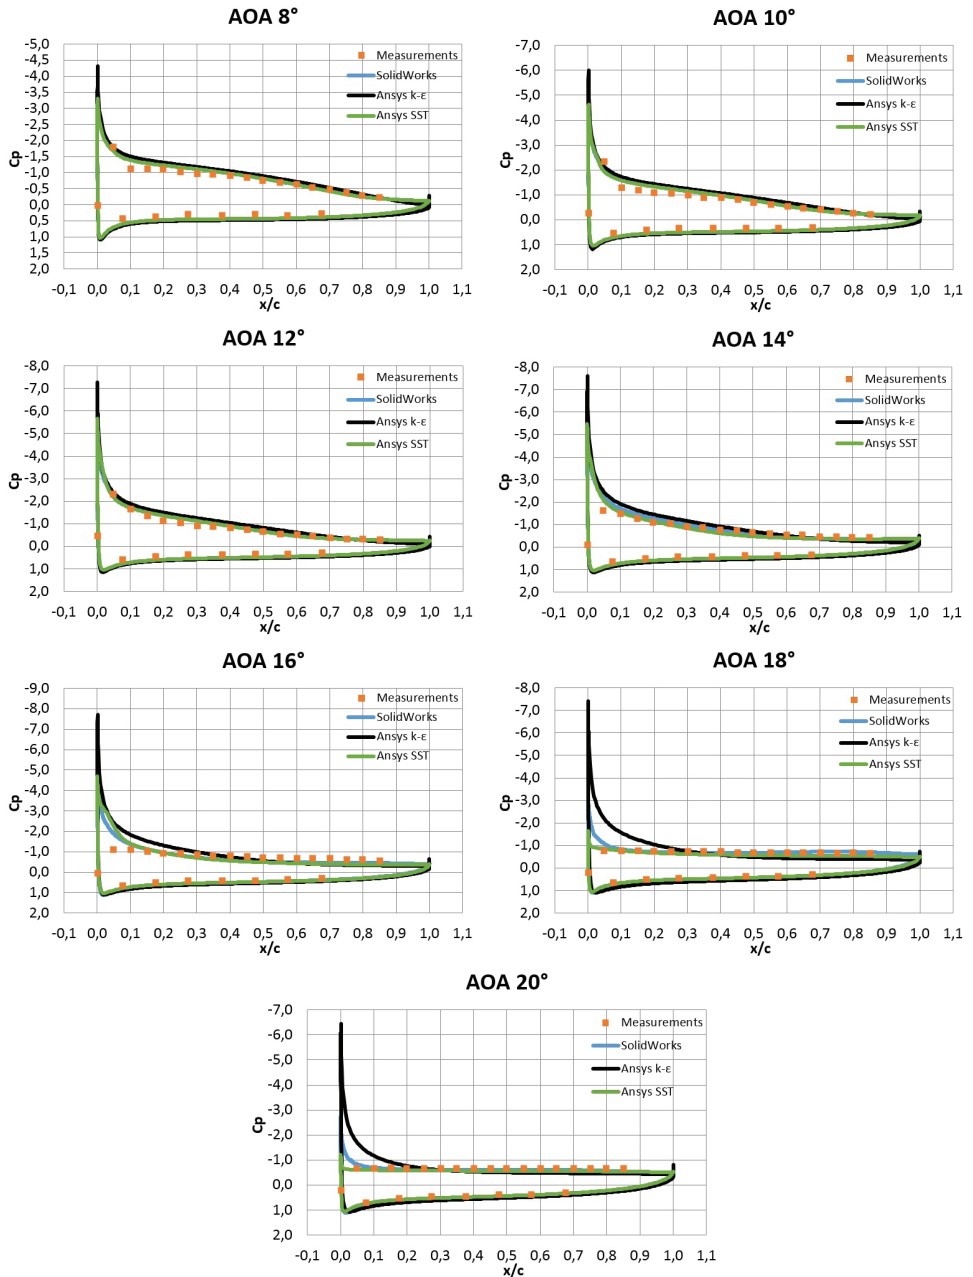 AOA 8°
-5,0
-4,5
-4,0
-3,5
-3,0
-2,5
-2,0
-1,5
-1,0
-0,5
0,0
0,5
1,0
1,5
2,0
Cp
Measurements
SolidWorks
Ansys k-ε
Ansys SST
-0,1 0,0 0,1 0,2 0,3 0,4 0,5 0,6 0,7 0,8 0,9 1,0 1,1
x/c
AOA 10°
-7,0
-6,0
-5,0
-4,0
-3,0
-2,0
-1,0
0,0
1,0
2,0
Cp
Measurements
SolidWorks
Ansys k-ε
Ansys SST
-0,1 0,0 0,1 0,2 0,3 0,4 0,5 0,6 0,7 0,8 0,9 1,0 1,1
x/c
AOA 12°
-8,0
-7,0
-6,0
-5,0
-4,0
-3,0
-2,0
-1,0
0,0
1,0
2,0
Cp
Measurements
SolidWorks
Ansys k-ε
Ansys SST
-0,1 0,0 0,1 0,2 0,3 0,4 0,5 0,6 0,7 0,8 0,9 1,0 1,1
x/c
AOA 14°
-8,0
-7,0
-6,0
-5,0
-4,0
-3,0
-2,0
-1,0
0,0
1,0
2,0
Cp
Measurements
SolidWorks
Ansys k-ε
Ansys SST
-0,1 0,0 0,1 0,2 0,3 0,4 0,5 0,6 0,7 0,8 0,9 1,0 1,1
x/c
AOA 16°
-9,0
-8,0
-7,0
-6,0
-5,0
-4,0
-3,0
-2,0
-1,0
0,0
1,0
2,0
Cp
Measurements
SolidWorks
Ansys k-ε
Ansys SST
-0,1 0,0 0,1 0,2 0,3 0,4 0,5 0,6 0,7 0,8 0,9 1,0 1,1
x/c
AOA 18°
-8,0
-7,0
-6,0
-5,0
-4,0
-3,0
-2,0
-1,0
0,0
1,0
2,0
Cp
Measurements
SolidWorks
Ansys k-ε
Ansys SST
-0,1 0,0 0,1 0,2 0,3 0,4 0,5 0,6 0,7 0,8 0,9 1,0 1,1
x/c
AOA 20°
-7,0
-6,0
-5,0
-4,0
-3,0
-2,0
-1,0
0,0
1,0
2,0
Cp
Measurements
SolidWorks
Ansys k-ε
Ansys SST
-0,1 0,0 0,1 0,2 0,3 0,4 0,5 0,6 0,7 0,8 0,9 1,0 1,1
x/c